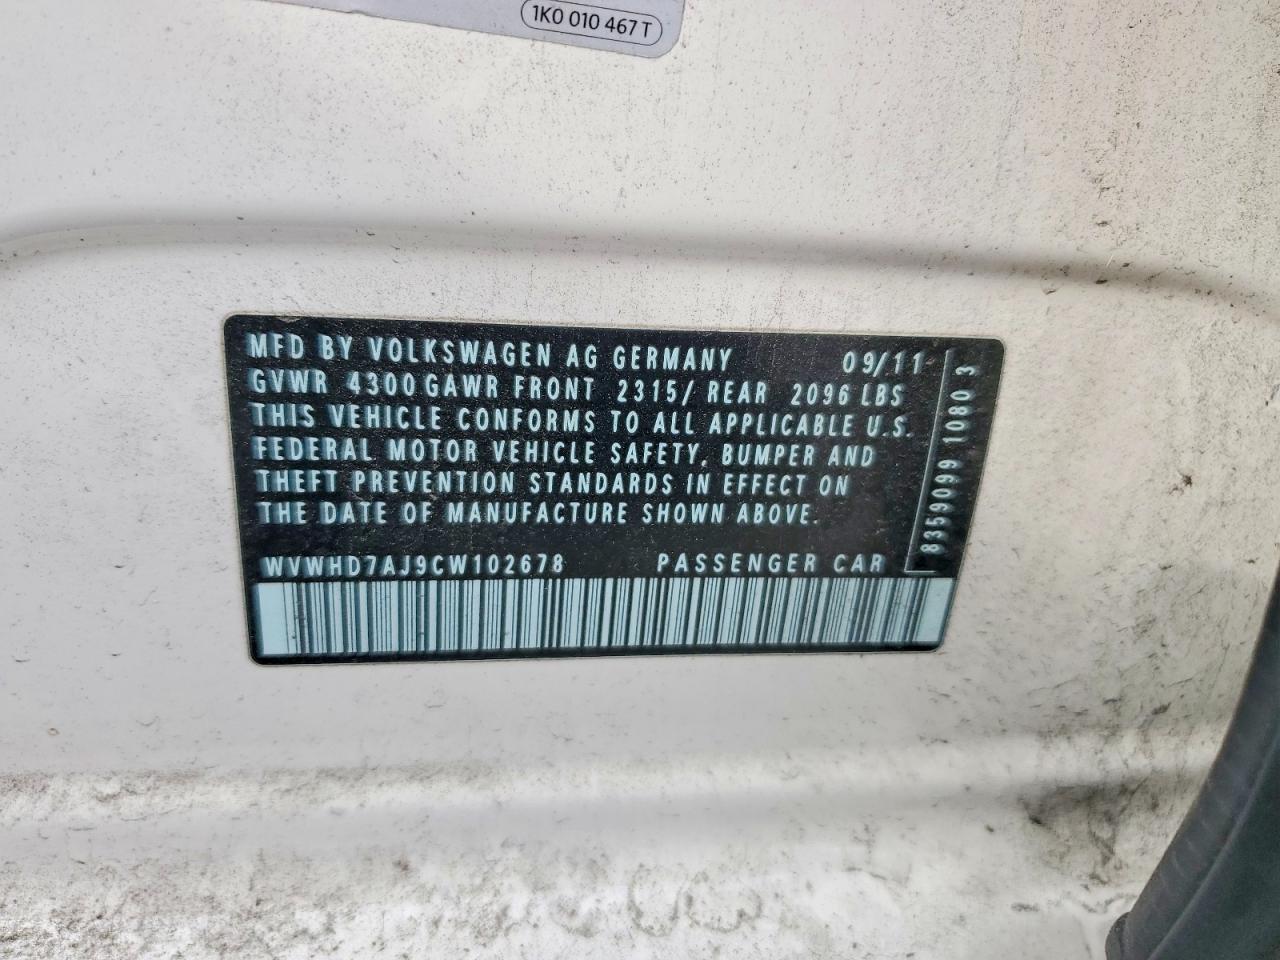 1K0 010 467 T
MFD BY VOLKSWAGEN AG GERMANY 09/11
GVWR 4300 GAWR FRONT 2315/ REAR 2096 LBS
THIS VEHICLE CONFORMS TO ALL APPLICABLE U.S.
FEDERAL MOTOR VEHICLE SAFETY, BUMPER AND
THEFT PREVENTION STANDARDS IN EFFECT ON
THE DATE OF MANUFACTURE SHOWN ABOVE.
WVWHD7AJ9CW102678 PASSENGER CAR
8359099 1080 3